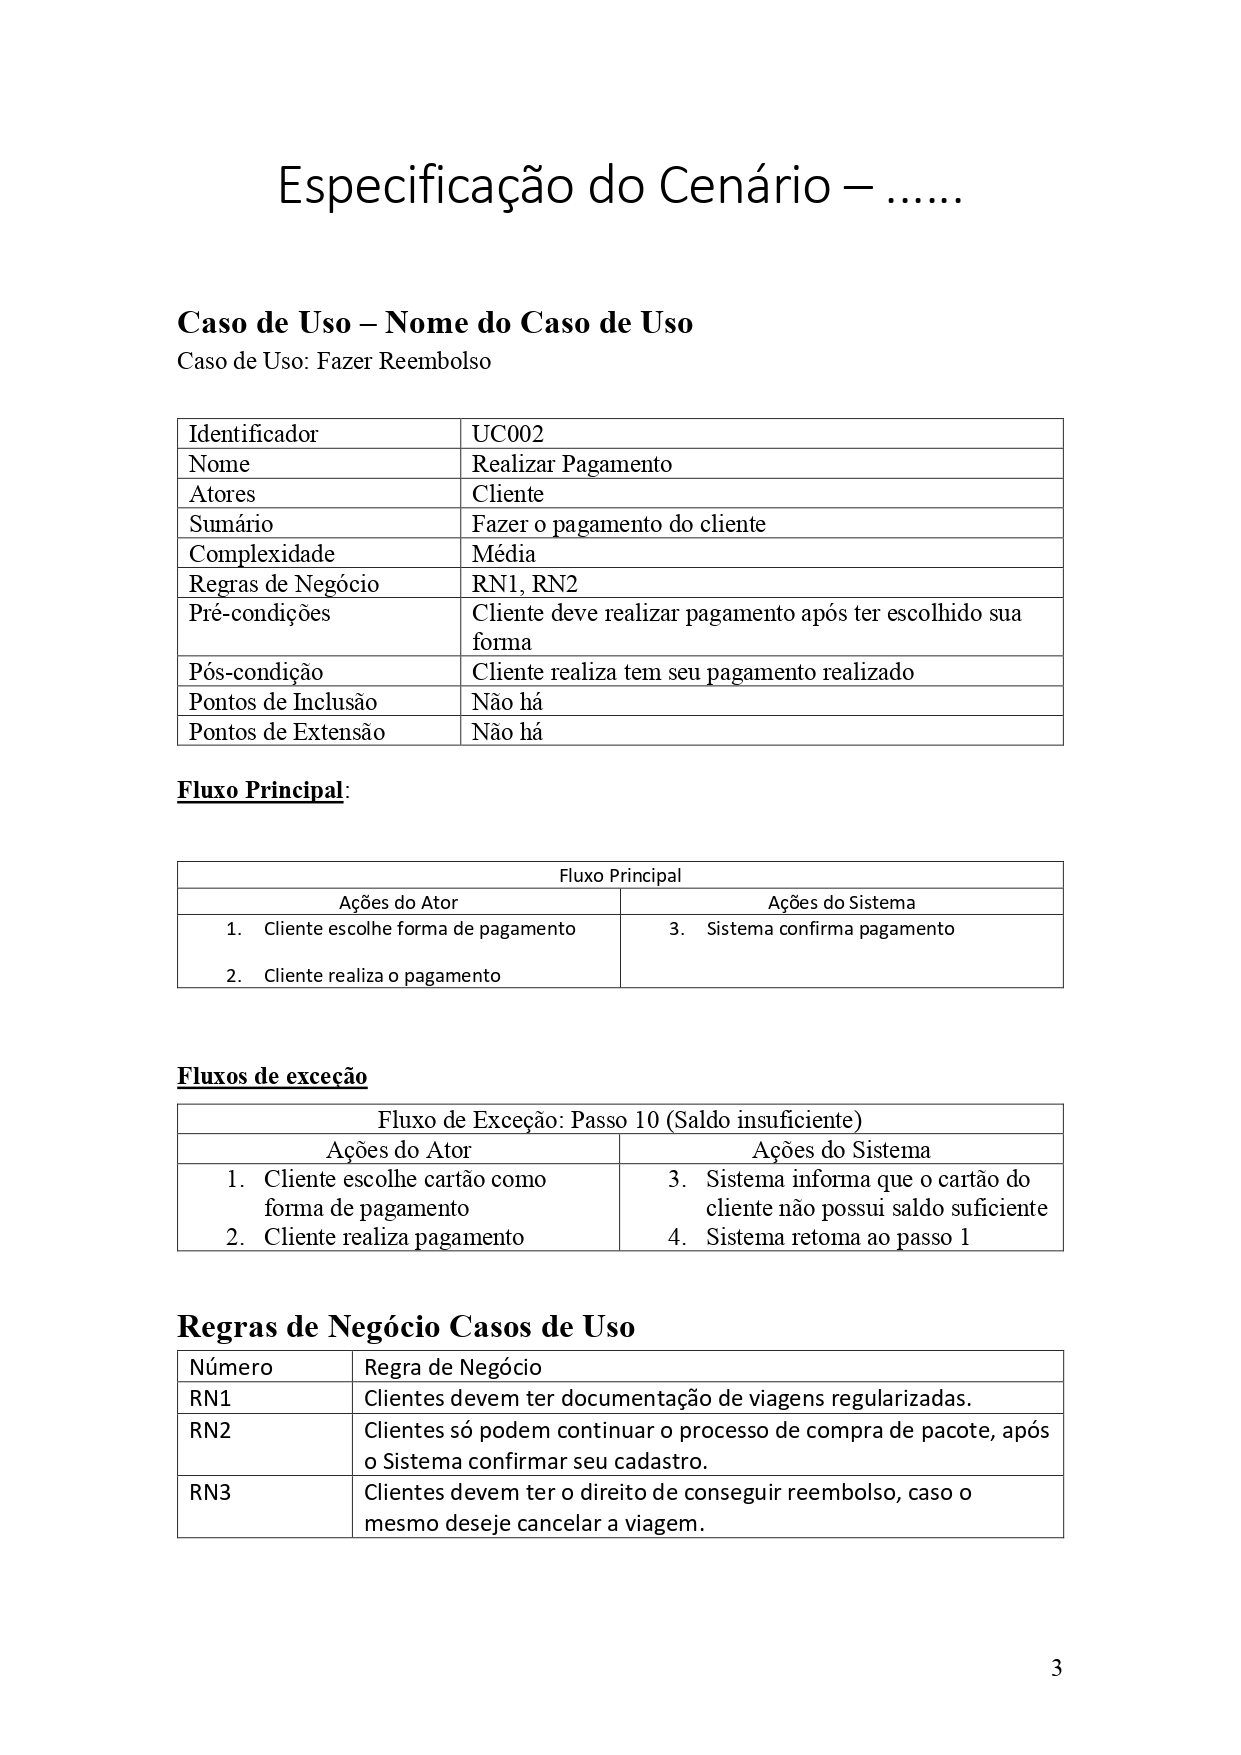 Especificação do Cenário – ......
Caso de Uso – Nome do Caso de Uso
Caso de Uso: Fazer Reembolso
Identificador UC002
Nome Realizar Pagamento
Atores Cliente
Sumário Fazer o pagamento do cliente
Complexidade Média
Regras de Negócio RN1, RN2
Pré-condições Cliente deve realizar pagamento após ter escolhido sua
forma
Pós-condição Cliente realiza tem seu pagamento realizado
Pontos de Inclusão Não há
Pontos de Extensão Não há
Fluxo Principal:
Fluxo Principal
Ações do Ator Ações do Sistema
1. Cliente escolhe forma de pagamento
2. Cliente realiza o pagamento
3. Sistema confirma pagamento
Fluxos de exceção
Fluxo de Exceção: Passo 10 (Saldo insuficiente)
Ações do Ator Ações do Sistema
1. Cliente escolhe cartão como
forma de pagamento
2. Cliente realiza pagamento
3. Sistema informa que o cartão do
cliente não possui saldo suficiente
4. Sistema retoma ao passo 1
Regras de Negócio Casos de Uso
Número Regra de Negócio
RN1 Clientes devem ter documentação de viagens regularizadas.
RN2 Clientes só podem continuar o processo de compra de pacote, após
o Sistema confirmar seu cadastro.
RN3 Clientes devem ter o direito de conseguir reembolso, caso o
mesmo deseje cancelar a viagem.
3